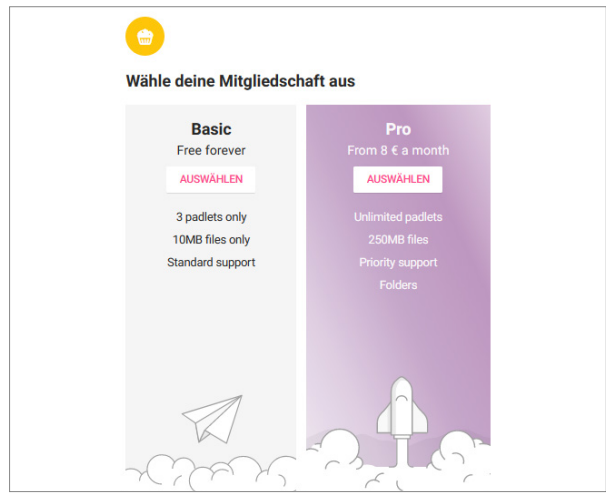 Wähle deine Mitgliedschaft aus
Basic
Free forever
AUSWÄHLEN
3 padlets only
10MB files only
Standard support
Pro
From 8 € a month
AUSWÄHLEN
Unlimited padlets
250MB files
Priority support
Folders